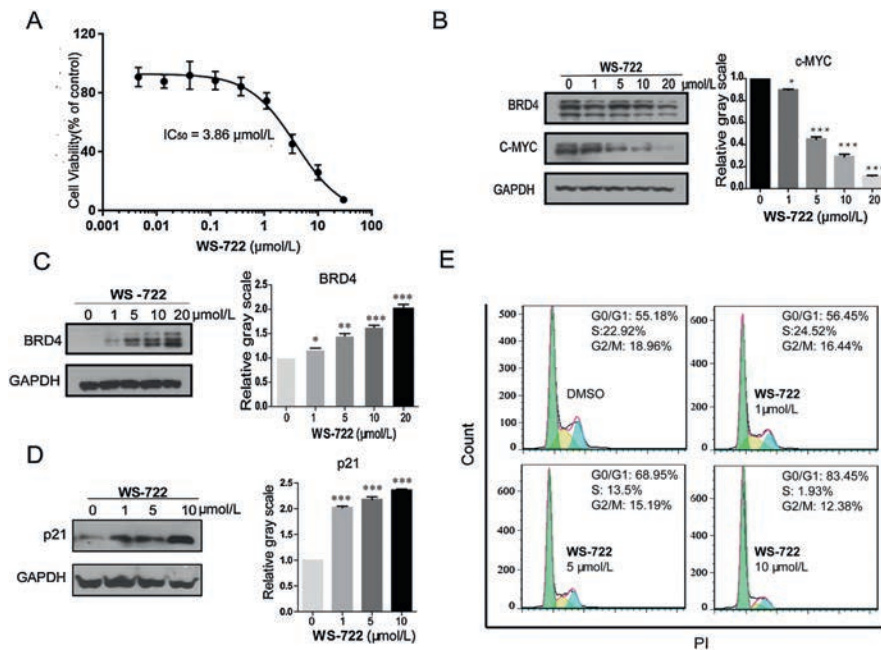 A
120
80
40
0
Cell Viability(% of control)
IC50 = 3.86 μmol/L
0.001 0.01 0.1 1 10 100
WS-722 (μmol/L)
B
WS-722
0 1 5 10 20 μmol/L
BRD4
C-MYC
GAPDH
c-MYC
Relative gray scale
1.0
0.8
0.6
0.4
0.2
0.0
* *** *** ***
0 1 5 10 20
WS-722 (μmol/L)
C
WS -722
0 1 5 10 20 μmol/L
BRD4
GAPDH
BRD4
Relative gray scale
2.5
2.0
1.5
1.0
0.5
0.0
* ** *** ***
0 1 5 10 20
WS-722 (μmol/L)
D
WS-722
0 1 5 10 μmol/L
p21
GAPDH
p21
Relative gray scale
2.5
2.0
1.5
1.0
0.5
0.0
*** *** ***
0 1 5 10
WS-722 (μmol/L)
E
Count
500
400
300
200
100
0
G0/G1: 55.18%
S:22.92%
G2/M: 18.96%
DMSO
600
400
200
0
G0/G1: 56.45%
S:24.52%
G2/M: 16.44%
WS-722
1μmol/L
600
400
200
0
G0/G1: 68.95%
S: 13.5%
G2/M: 15.19%
WS-722
5 μmol/L
800
600
400
200
0
G0/G1: 83.45%
S: 1.93%
G2/M: 12.38%
WS-722
10 μmol/L
PI